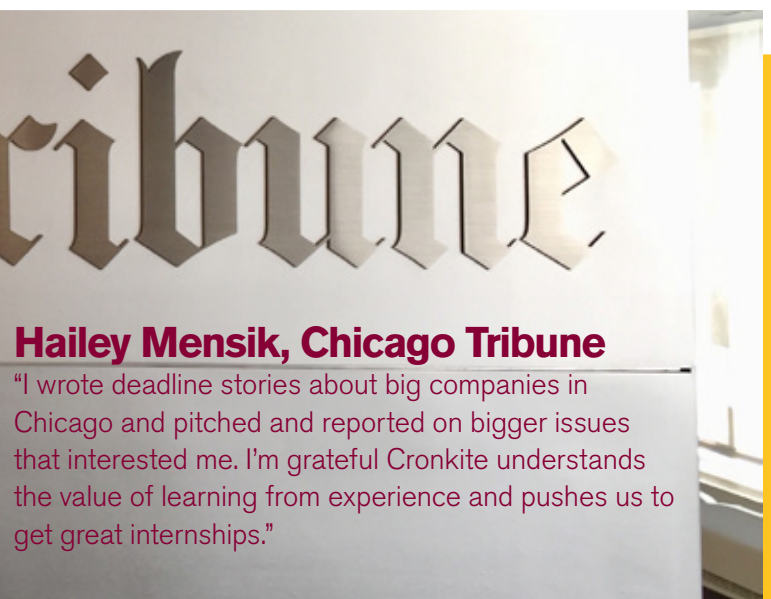 ribune
Hailey Mensik, Chicago Tribune
“I wrote deadline stories about big companies in
Chicago and pitched and reported on bigger issues
that interested me. I’m grateful Cronkite understands
the value of learning from experience and pushes us to
get great internships.”